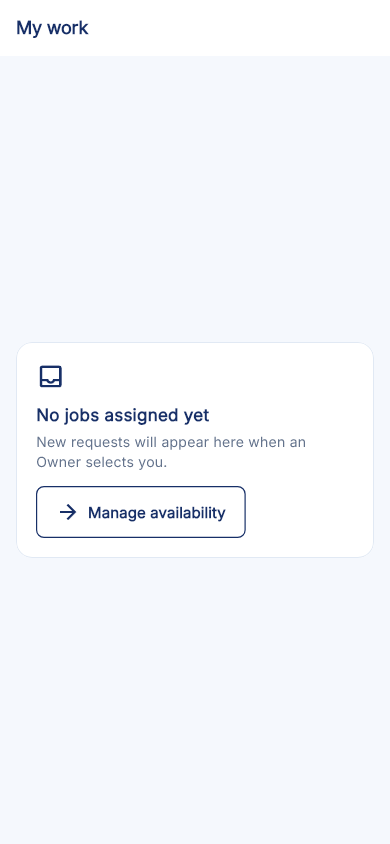 My work
No jobs assigned yet
New requests will appear here when an
Owner selects you.
Manage availability